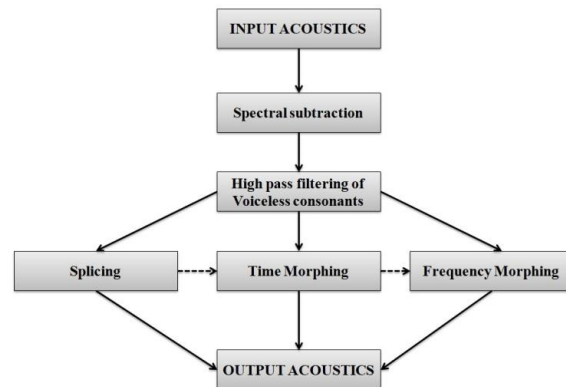 INPUT ACOUSTICS
Spectral subtraction
High pass filtering of
Voiceless consonants
Splicing
Time Morphing
Frequency Morphing
OUTPUT ACOUSTICS